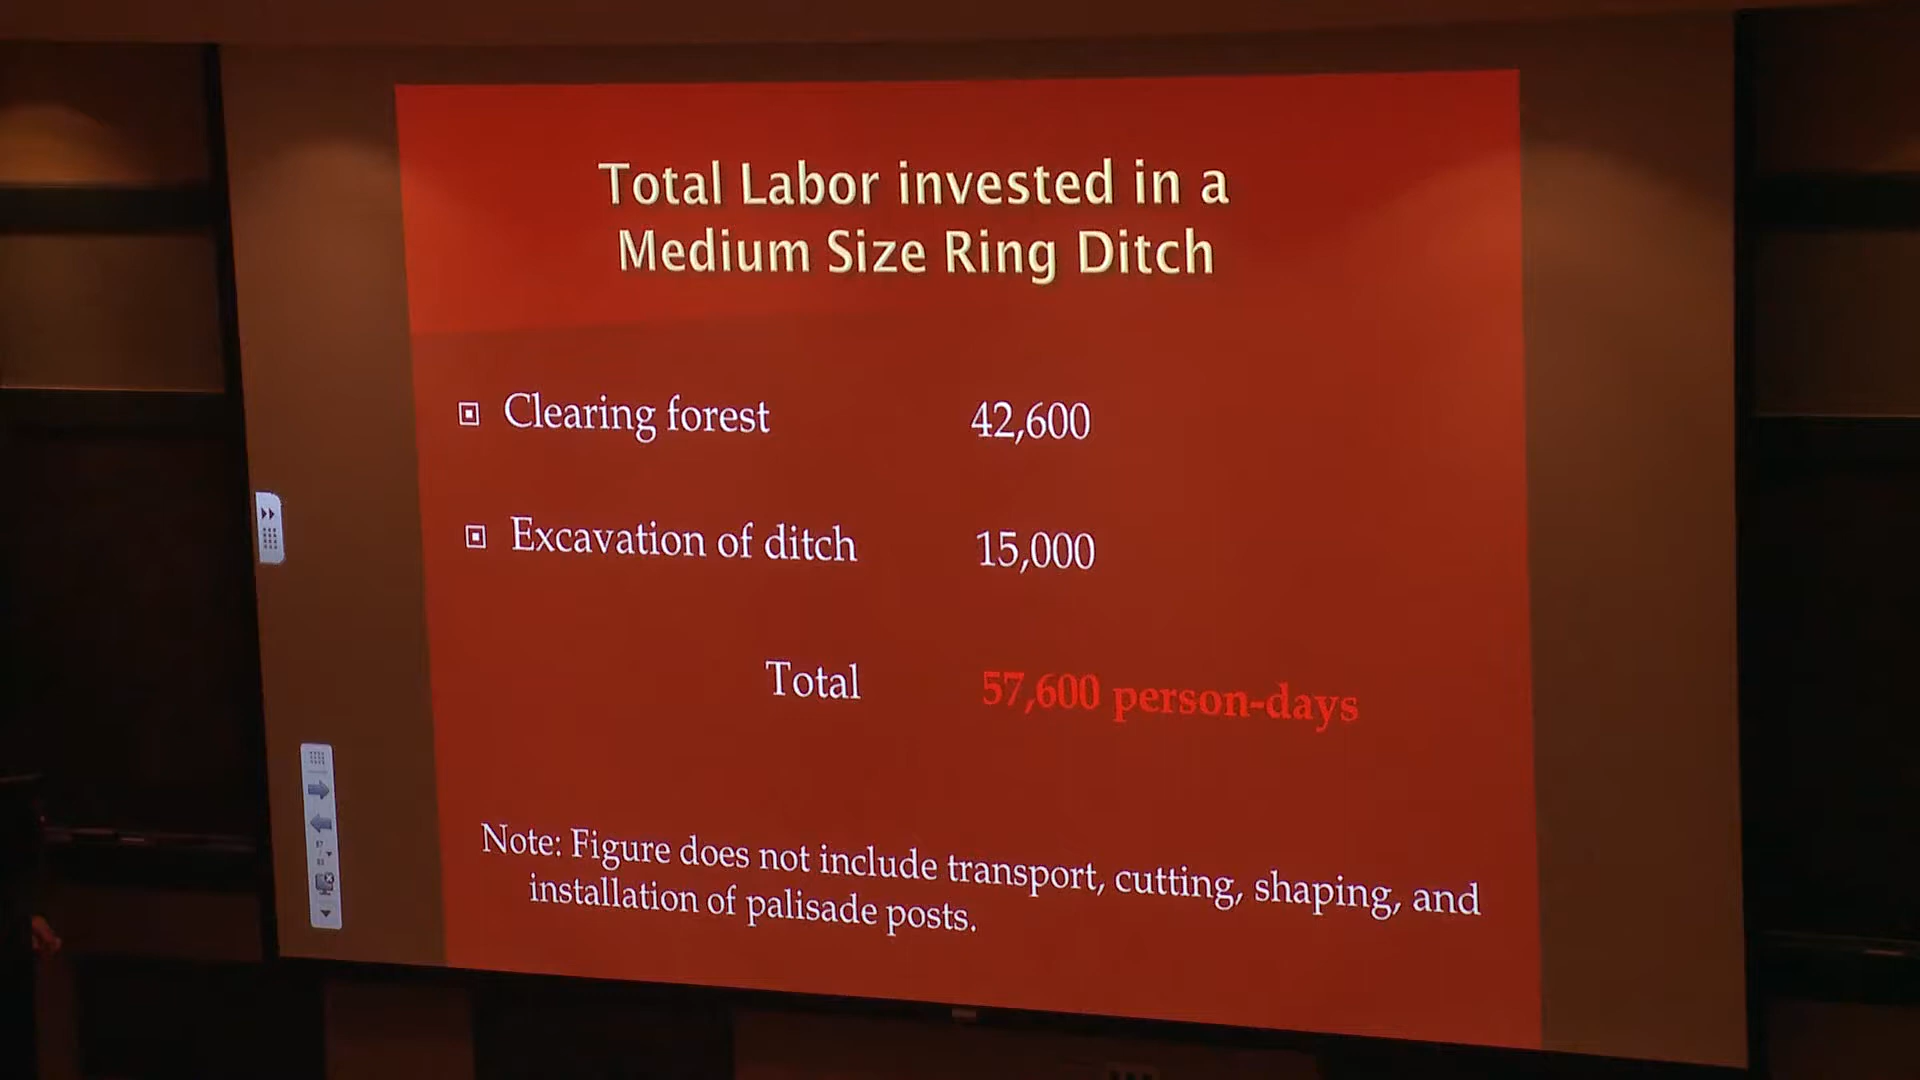 Total Labor invested in a
Medium Size Ring Ditch
Clearing forest 42,600
Excavation of ditch 15,000
Total 57,600 person-days
Note: Figure does not include transport, cutting, shaping, and
installation of palisade posts.